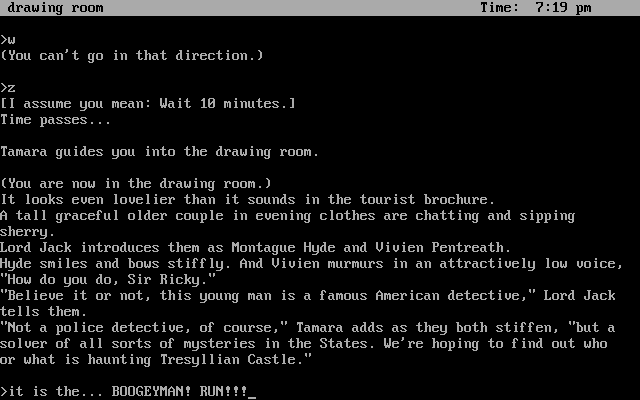 drawing room Time: 7:19 pm
>w
(You can't go in that direction.)
>z
[I assume you mean: Wait 10 minutes.]
Time passes...
Tamara guides you into the drawing room.
(You are now in the drawing room.)
It looks even lovelier than it sounds in the tourist brochure.
A tall graceful older couple in evening clothes are chatting and sipping
sherry.
Lord Jack introduces them as Montague Hyde and Vivien Pentreath.
Hyde smiles and bows stiffly. And Vivien murmurs in an attractively low voice,
"How do you do, Sir Ricky."
"Believe it or not, this young man is a famous American detective," Lord Jack
tells them.
"Not a police detective, of course," Tamara adds as they both stiffen, "but a
solver of all sorts of mysteries in the States. We're hoping to find out who
or what is haunting Tresyllian Castle."
>it is the... BOOGEYMAN! RUN!!!_